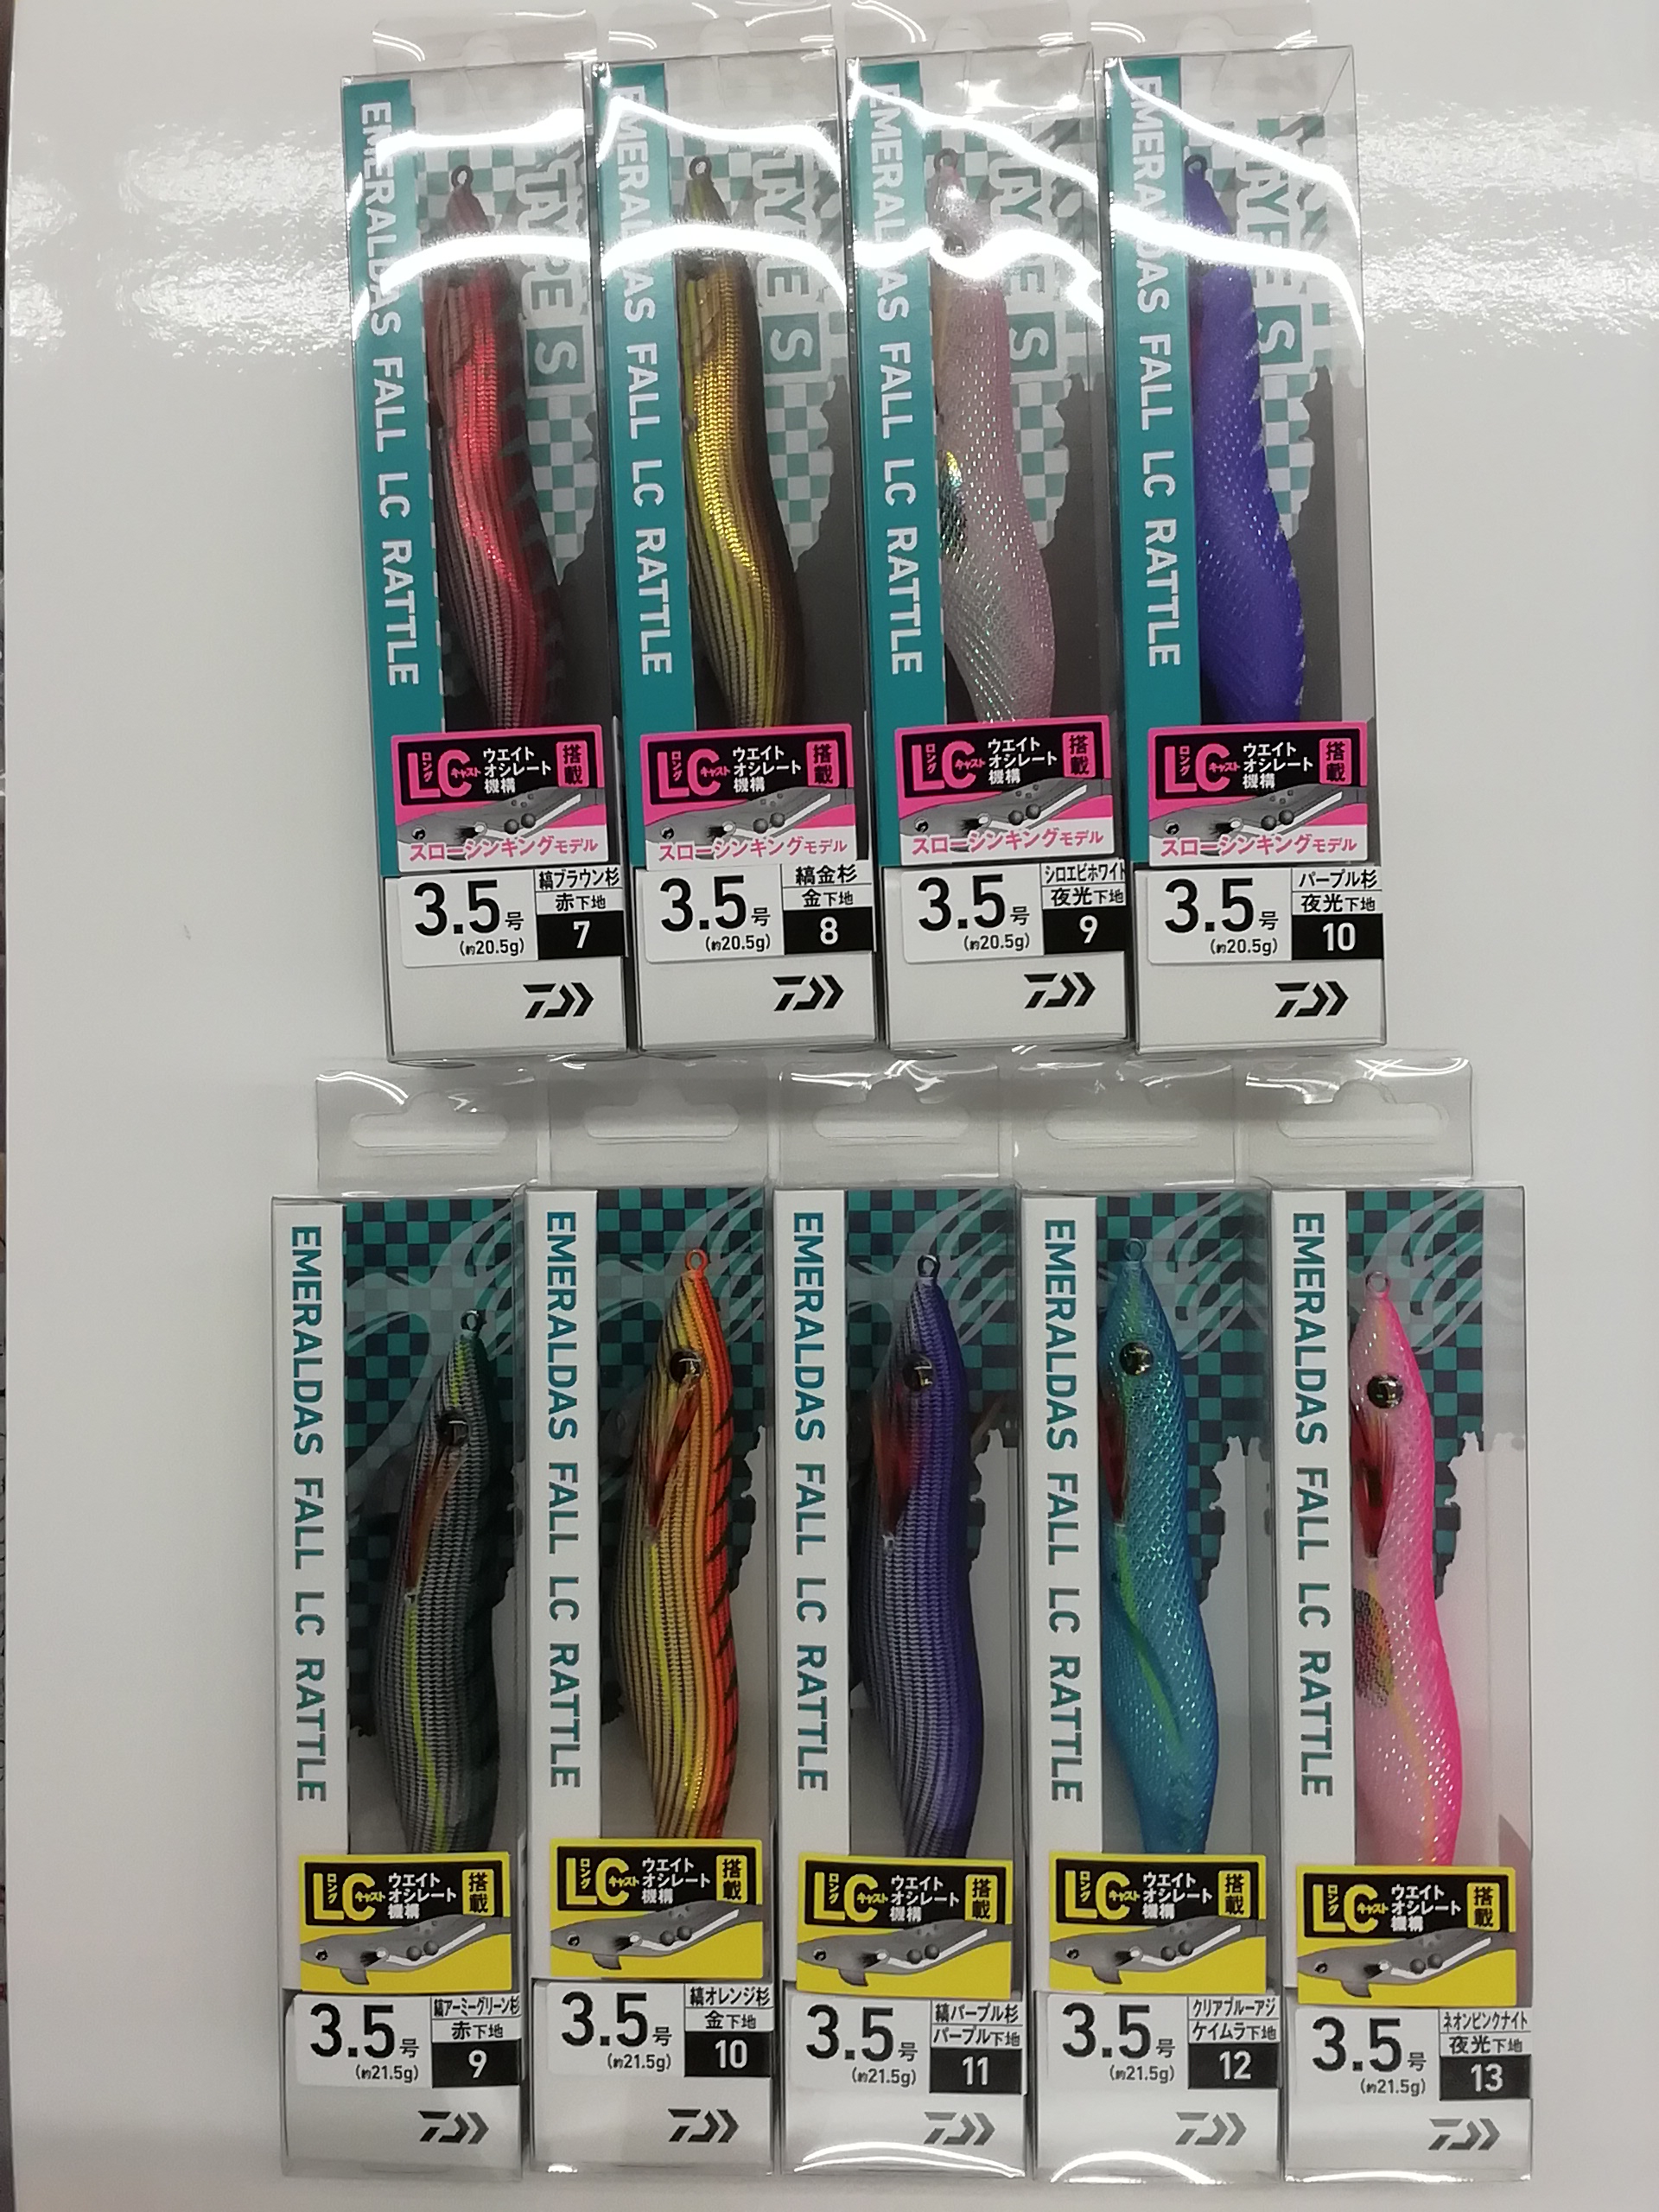 EMERALDAS FALL LC RATTLE
TYPE S
LC
ロング
キャスト
ウエイト
オシレート
機構
搭載
スローシンキングモデル
3.5号
(約20.5g)
縞ブラウン杉
赤下地
7
EMERALDAS FALL LC RATTLE
TYPE S
LC
ロング
キャスト
ウエイト
オシレート
機構
搭載
スローシンキングモデル
3.5号
(約20.5g)
縞金杉
金下地
8
EMERALDAS FALL LC RATTLE
TYPE S
LC
ロング
キャスト
ウエイト
オシレート
機構
搭載
スローシンキングモデル
3.5号
(約20.5g)
シロエビホワイト
夜光下地
9
EMERALDAS FALL LC RATTLE
TYPE S
LC
ロング
キャスト
ウエイト
オシレート
機構
搭載
スローシンキングモデル
3.5号
(約20.5g)
パープル杉
夜光下地
10
EMERALDAS FALL LC RATTLE
LC
ロング
キャスト
ウエイト
オシレート
機構
搭載
3.5号
(約21.5g)
縞アーミーグリーン杉
赤下地
9
EMERALDAS FALL LC RATTLE
LC
ロング
キャスト
ウエイト
オシレート
機構
搭載
3.5号
(約21.5g)
縞オレンジ杉
金下地
10
EMERALDAS FALL LC RATTLE
LC
ロング
キャスト
ウエイト
オシレート
機構
搭載
3.5号
(約21.5g)
縞パープル杉
パープル下地
11
EMERALDAS FALL LC RATTLE
LC
ロング
キャスト
ウエイト
オシレート
機構
搭載
3.5号
(約21.5g)
クリアブルーアジ
ケイムラ下地
12
EMERALDAS FALL LC RATTLE
LC
ロング
キャスト
ウエイト
オシレート
機構
搭載
3.5号
(約21.5g)
ネオンピンクナイト
夜光下地
13